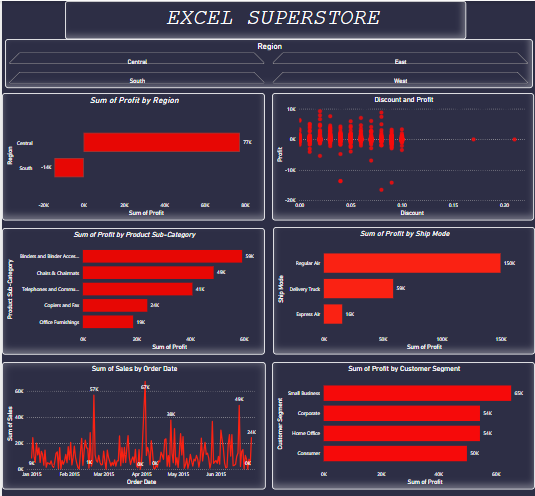 EXCEL SUPERSTORE
Region
Central
East
South
West
Sum of Profit by Region
Region
Central
77K
South
-14K
-20K 0K 20K 40K 60K 80K
Sum of Profit
Discount and Profit
Profit
10K
0K
-10K
-20K
0.00 0.05 0.10 0.15 0.20
Discount
Sum of Profit by Product Sub-Category
Product Sub-Category
Binders and Binder Acces...
59K
Chairs & Chairmats
49K
Telephones and Commu...
41K
Copiers and Fax
24K
Office Furnishings
19K
0K 20K 40K 60K
Sum of Profit
Sum of Profit by Ship Mode
Ship Mode
Regular Air
150K
Delivery Truck
59K
Express Air
16K
0K 50K 100K 150K
Sum of Profit
Sum of Sales by Order Date
Sum of Sales
60K
40K
20K
0K
57K
67K
38K
49K
24K
0K
0K
0K
Jan 2015 Feb 2015 Mar 2015 Apr 2015 May 2015 Jun 2015
Order Date
Sum of Profit by Customer Segment
Customer Segment
Small Business
65K
Corporate
54K
Home Office
54K
Consumer
50K
0K 20K 40K 60K
Sum of Profit